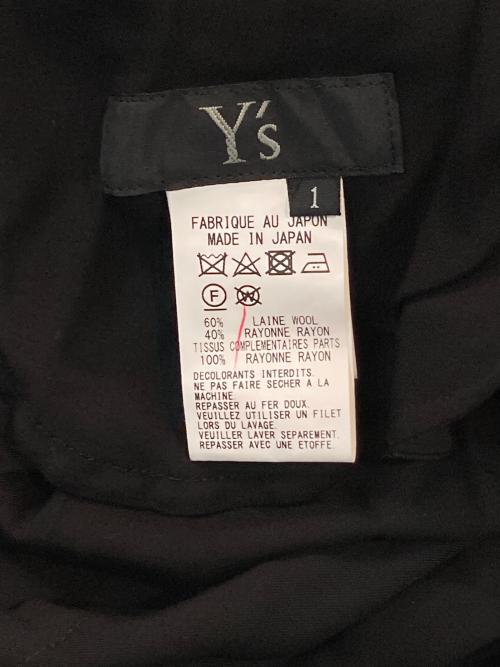 Y's
1
FABRIQUE AU JAPON
MADE IN JAPAN
F W
60% LAINE WOOL
40% RAYONNE RAYON
TISSUS COMPLEMENTAIRES PARTS
100% RAYONNE RAYON
DECOLORANTS INTERDITS.
NE PAS FAIRE SECHER A LA
MACHINE.
REPASSER AU FER DOUX.
VEUILLEZ UTILISER UN FILET
LORS DU LAVAGE.
VEUILLER LAVER SEPAREMENT.
REPASSER AVEC UNE ETOFFE.